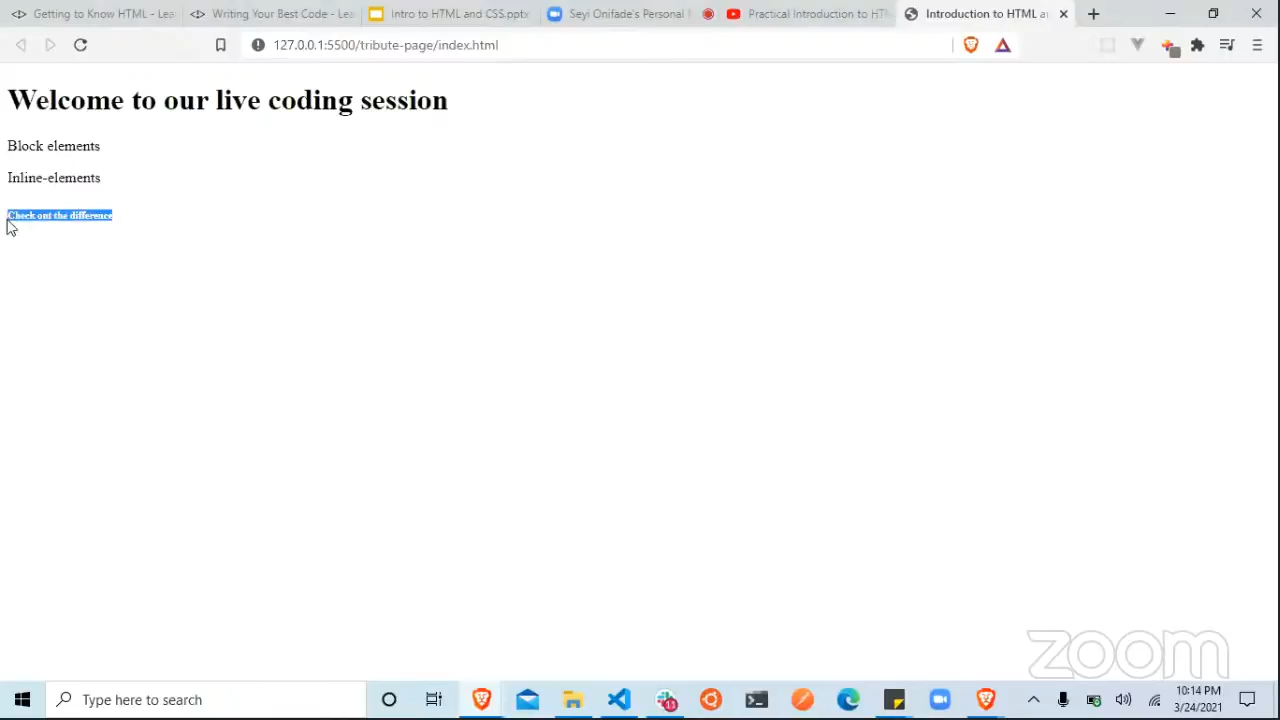 Getting to Know HTML - Lea
Writing Your Best Code - Lea
Intro to HTML and CSS.pptx
Seyi Onifade's Personal
Practical Introduction to HT
Introduction to HTML a
127.0.0.1:5500/tribute-page/index.html
Welcome to our live coding session
Block elements
Inline-elements
Check out the difference
zoom
Type here to search
11
10:14 PM
3/24/2021